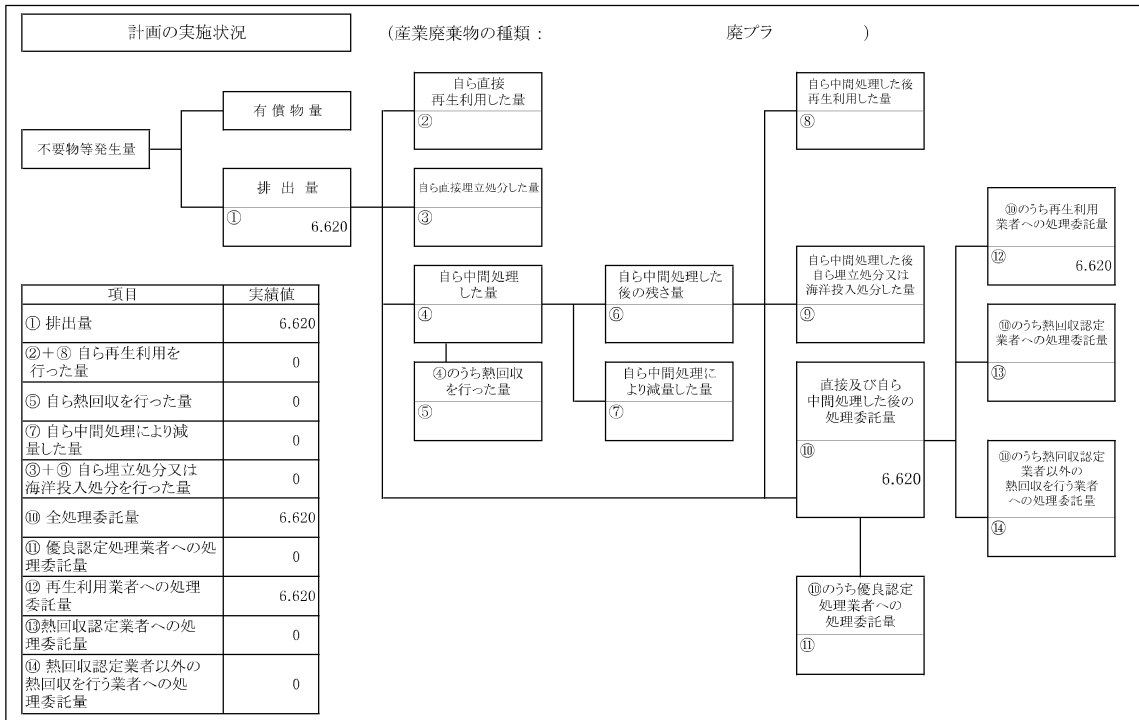 計画の実施状況
(産業廃棄物の種類： 廃プラ )
不要物等発生量
有償物量
排出量
① 6.620
自ら直接
再生利用した量
②
自ら直接埋立処分した量
③
自ら中間処理
した量
④
④のうち熱回収
を行った量
⑤
自ら中間処理した
後の残さ量
⑥
自ら中間処理に
より減量した量
⑦
自ら中間処理した後
再生利用した量
⑧
自ら中間処理した後
自ら埋立処分又は
海洋投入処分した量
⑨
直接及び自ら
中間処理した後の
処理委託量
⑩
6.620
⑩のうち優良認定
処理業者への
処理委託量
⑪
⑩のうち再生利用
業者への処理委託量
⑫ 6.620
⑩のうち熱回収認定
業者への処理委託量
⑬
⑩のうち熱回収認定
業者以外の
熱回収を行う業者
への処理委託量
⑭
項目 実績値
① 排出量 6.620
②＋⑧ 自ら再生利用を
行った量 0
⑤ 自ら熱回収を行った量 0
⑦ 自ら中間処理により減
量した量 0
③＋⑨ 自ら埋立処分又は
海洋投入処分を行った量 0
⑩ 全処理委託量 6.620
⑪ 優良認定処理業者への処
理委託量 0
⑫ 再生利用業者への処理
委託量 6.620
⑬熱回収認定業者への処
理委託量 0
⑭ 熱回収認定業者以外の
熱回収を行う業者への処
理委託量 0